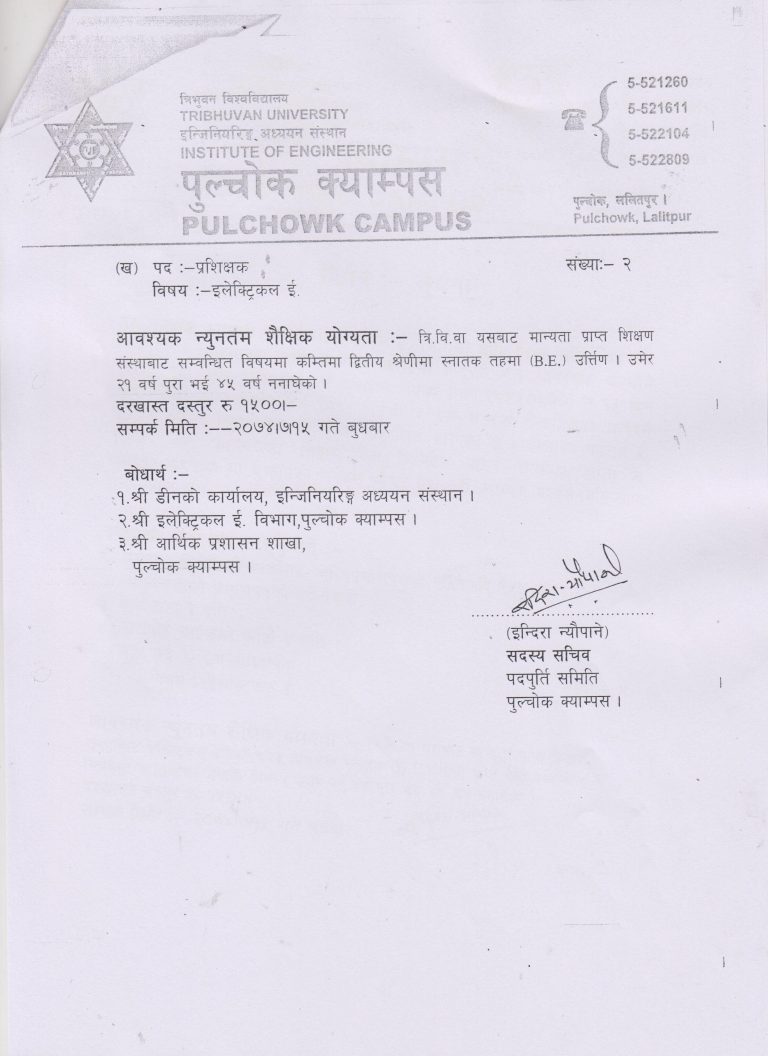 त्रिभुवन विश्वविद्यालय
TRIBHUVAN UNIVERSITY
इन्जिनियरिङ्ग अध्ययन संस्थान
INSTITUTE OF ENGINEERING
पुल्चोक क्याम्पस
PULCHOWK CAMPUS
5-521260
5-521611
5-522104
5-522809
पुल्चोक, ललितपुर ।
Pulchowk, Lalitpur
(ख) पद :–प्रशिक्षक संख्याः– २
विषय :–इलेक्ट्रिकल ई.
आवश्यक न्युनतम शैक्षिक योग्यता :– त्रि.वि.वा यसबाट मान्यता प्राप्त शिक्षण
संस्थाबाट सम्वन्धित विषयमा कम्तिमा द्वितीय श्रेणीमा स्नातक तहमा (B.E.) उर्त्तिण । उमेर
२१ वर्ष पुरा भई ४५ वर्ष ननाघेको ।
दरखास्त दस्तुर रु १५००।–
सम्पर्क मिति :––२०७४।७।१५ गते बुधबार
बोधार्थ :–
१.श्री डीनको कार्यालय, इन्जिनियरिङ्ग अध्ययन संस्थान ।
२.श्री इलेक्ट्रिकल ई. विभाग,पुल्चोक क्याम्पस ।
३.श्री आर्थिक प्रशासन शाखा,
पुल्चोक क्याम्पस ।
(इन्दिरा न्यौपाने)
सदस्य सचिव
पदपुर्ति समिति
पुल्चोक क्याम्पस ।